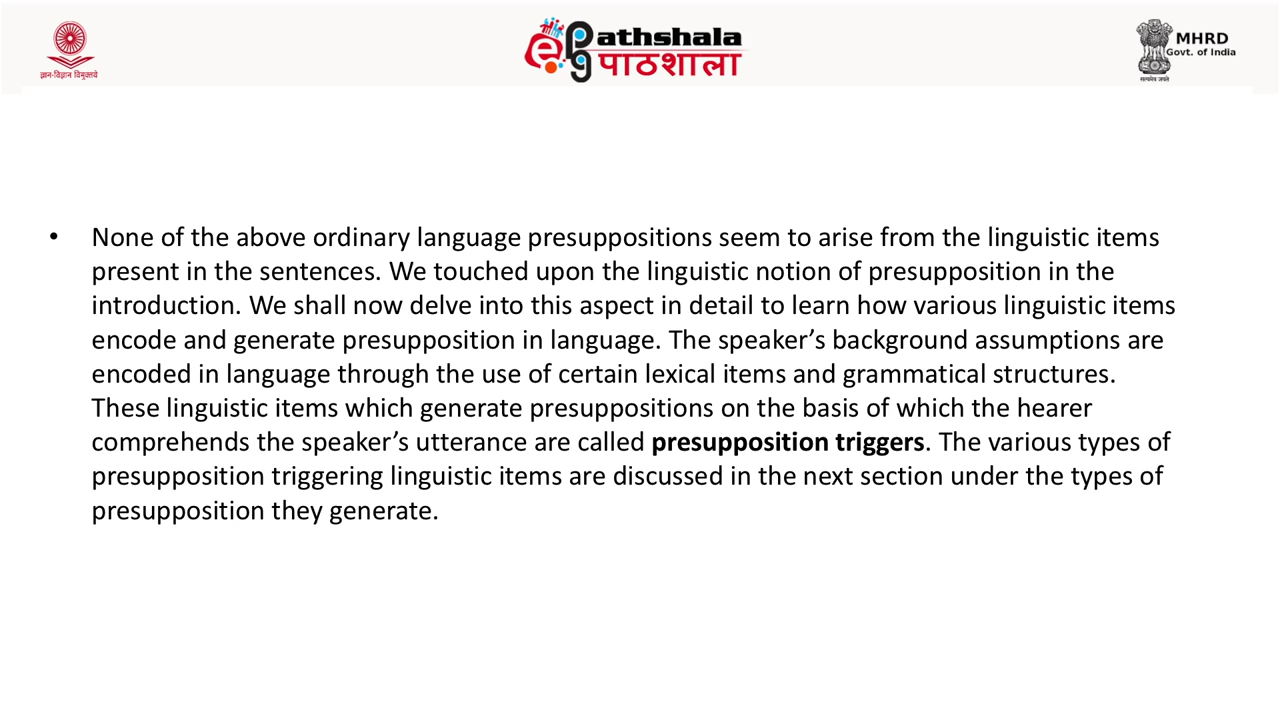 ज्ञान-विज्ञान विमुक्तये
epg
athshala
पाठशाला
MHRD
Govt. of India
सत्यमेव जयते
• None of the above ordinary language presuppositions seem to arise from the linguistic items
present in the sentences. We touched upon the linguistic notion of presupposition in the
introduction. We shall now delve into this aspect in detail to learn how various linguistic items
encode and generate presupposition in language. The speaker’s background assumptions are
encoded in language through the use of certain lexical items and grammatical structures.
These linguistic items which generate presuppositions on the basis of which the hearer
comprehends the speaker’s utterance are called presupposition triggers. The various types of
presupposition triggering linguistic items are discussed in the next section under the types of
presupposition they generate.